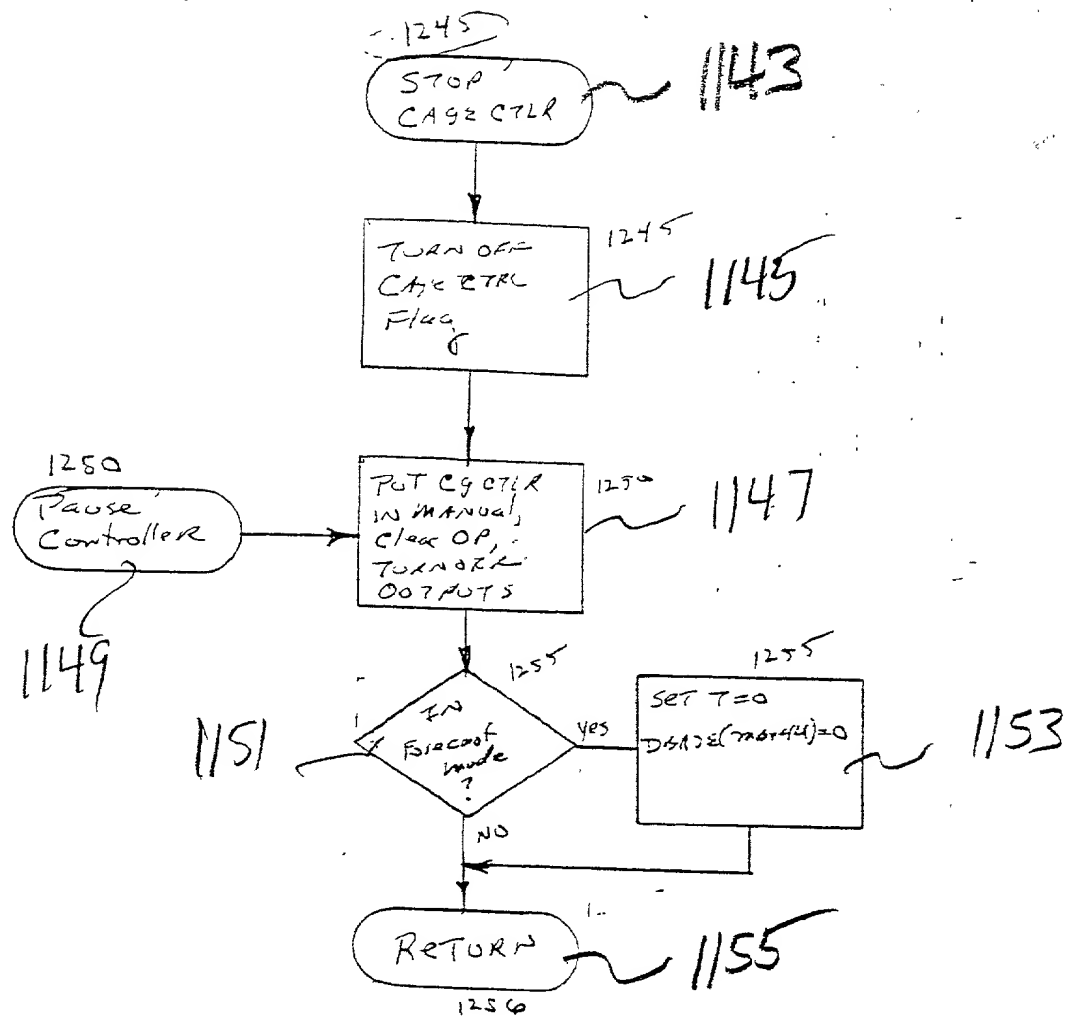 1245
STOP
CAGE CTLR
1143
TURN OFF
CAGE CTRL
Flag
1245
1145
1250
Pause
Controller
1149
PUT CG CTLR
IN MANUAL,
Clear OP,
TURN OFF
OUTPUTS
1250
1147
1255
IN
Forecast
mode
?
1151
yes
NO
1255
SET T=0
1153
RETURN
1155
1256